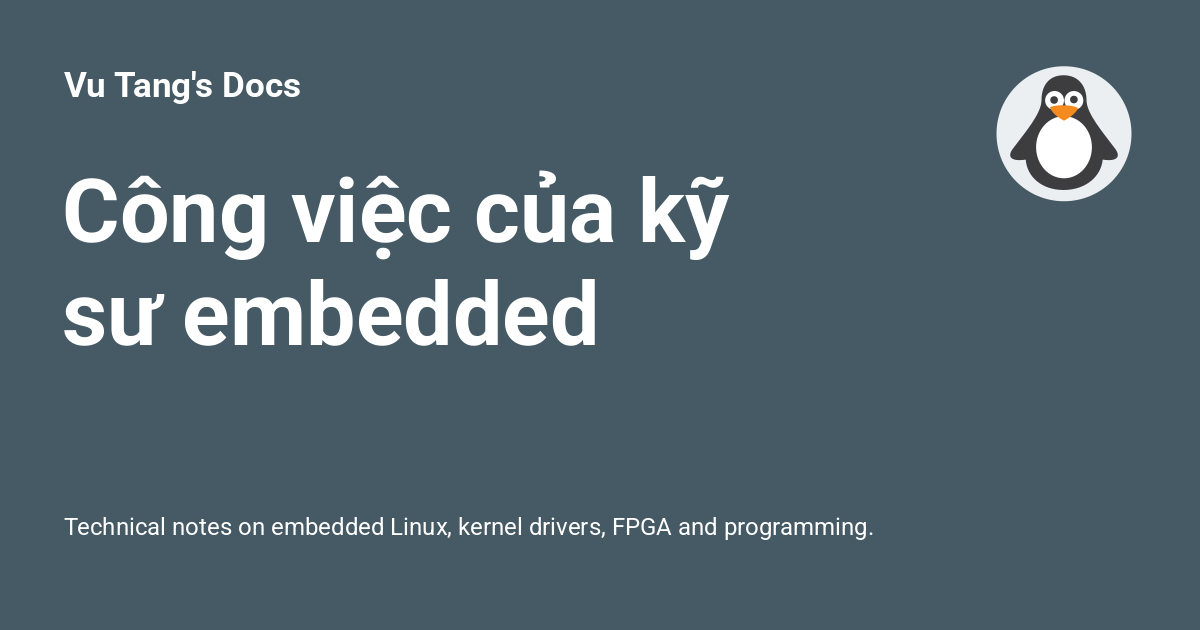 Vu Tang's Docs
Công việc của kỹ
sư embedded
Technical notes on embedded Linux, kernel drivers, FPGA and programming.